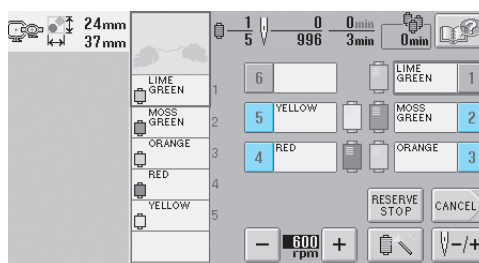 24mm 1 0 0min
37mm 5 996 3min 0min
LIME
GREEN 1
MOSS
GREEN 2
ORANGE 3
RED 4
YELLOW 5
6 LIME
GREEN 1
5 YELLOW MOSS
GREEN 2
4 RED ORANGE 3
RESERVE
STOP CANCEL
− 600
rpm + −/+